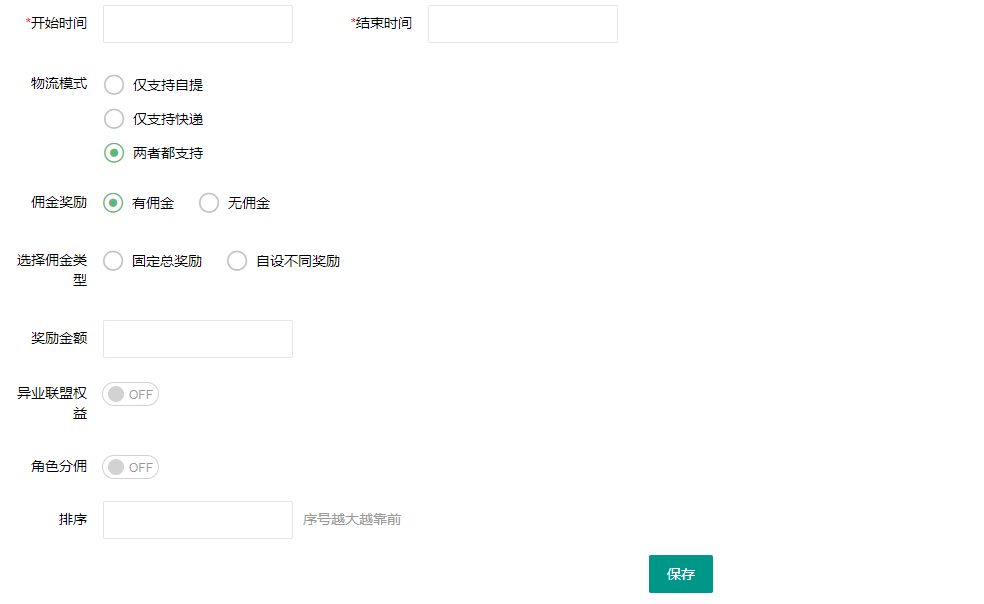 *开始时间 *结束时间
物流模式 仅支持自提
仅支持快递
两者都支持
佣金奖励 有佣金 无佣金
选择佣金类型 固定总奖励 自设不同奖励
奖励金额
异业联盟权益 OFF
角色分佣 OFF
排序 序号越大越靠前
保存